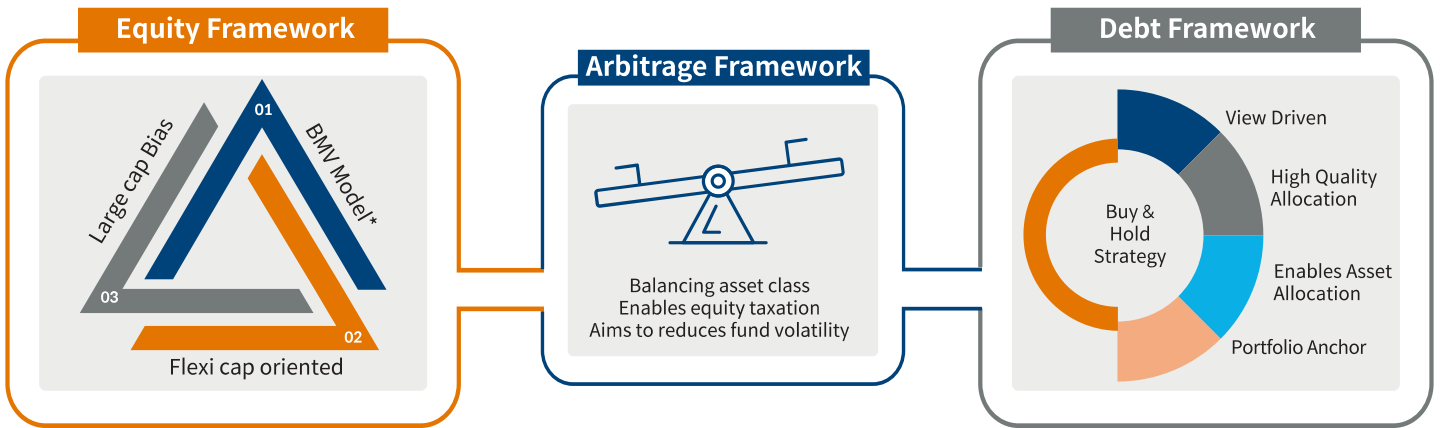 Equity Framework
01
BMV Model*
02
Flexi cap oriented
03
Large cap Bias
Arbitrage Framework
Balancing asset class
Enables equity taxation
Aims to reduces fund volatility
Debt Framework
Buy &
Hold
Strategy
View Driven
High Quality
Allocation
Enables Asset
Allocation
Portfolio Anchor